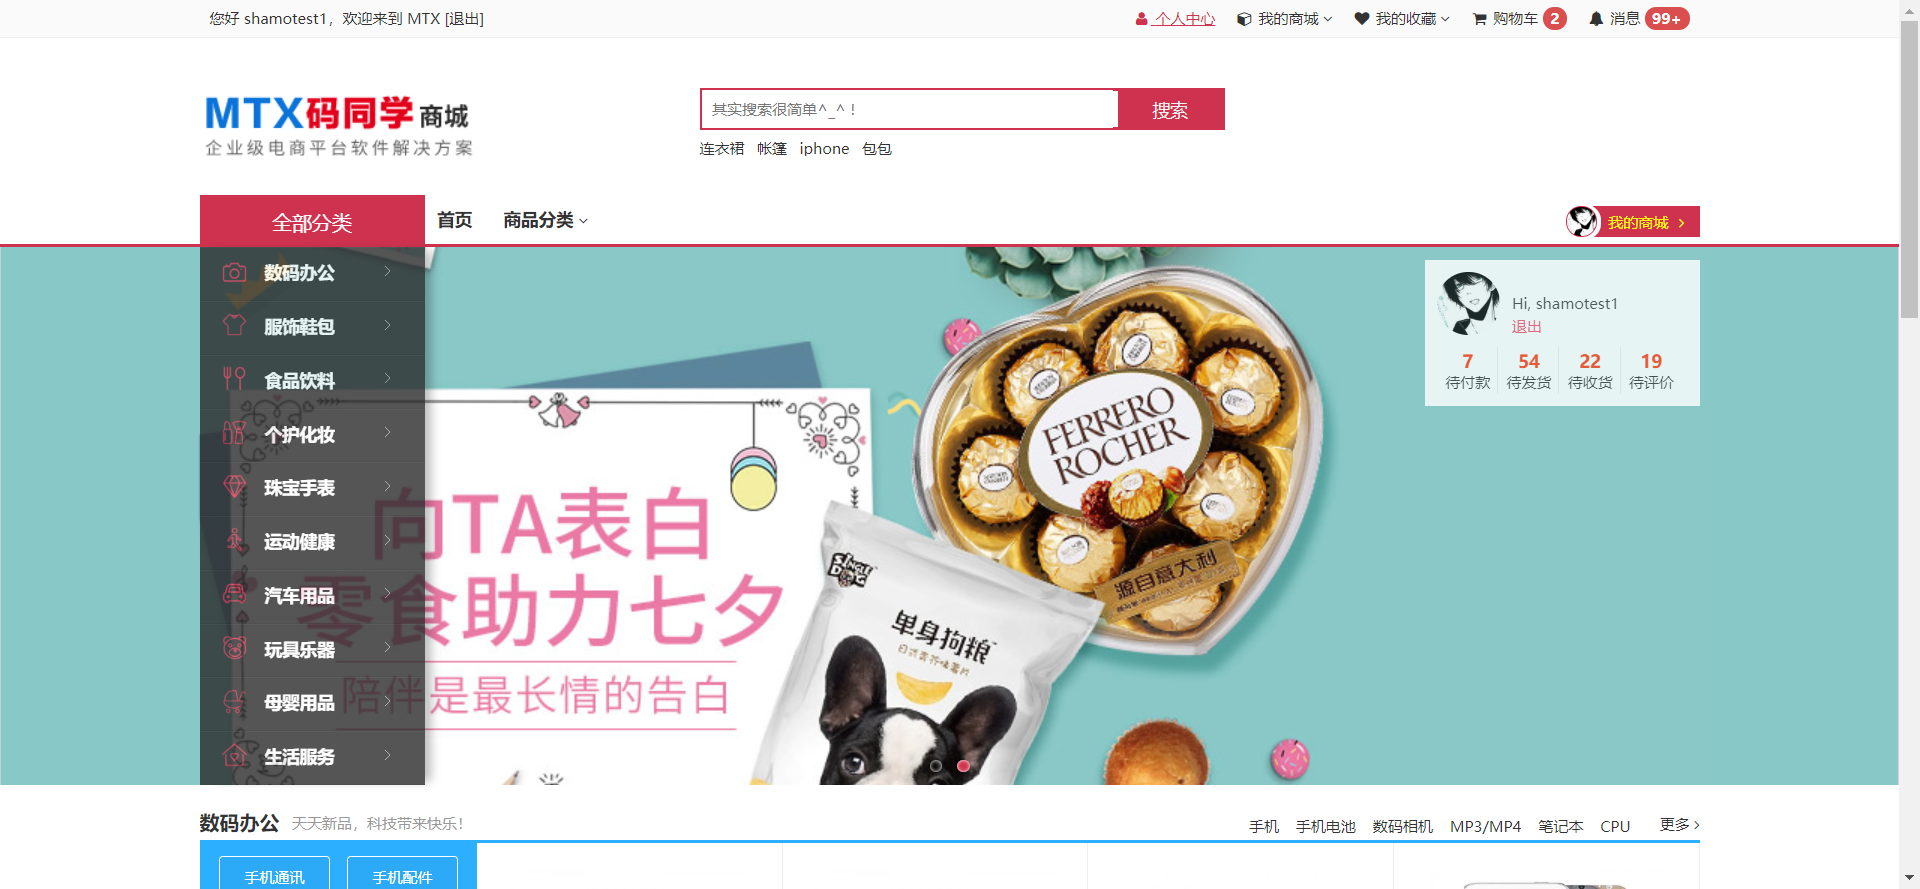 您好 shamotest1，欢迎来到 MTX [退出]
个人中心 我的商城 我的收藏 购物车 2 消息 99+
MTX码同学 商城
企业级电商平台软件解决方案
其实搜索很简单^_^ ! 搜索
连衣裙 帐篷 iphone 包包
全部分类 首页 商品分类 我的商城
数码办公
服饰鞋包
食品饮料
个护化妆
珠宝手表
运动健康
汽车用品
玩具乐器
母婴用品
生活服务
向TA表白
零食助力七夕
陪伴是最长情的告白
FERRERO
ROCHER
源自意大利
SINGLE
DOG
单身狗粮
Hi, shamotest1
退出
7 54 22 19
待付款 待发货 待收货 待评价
数码办公 天天新品，科技带来快乐！
手机 手机电池 数码相机 MP3/MP4 笔记本 CPU 更多
手机通讯 手机配件